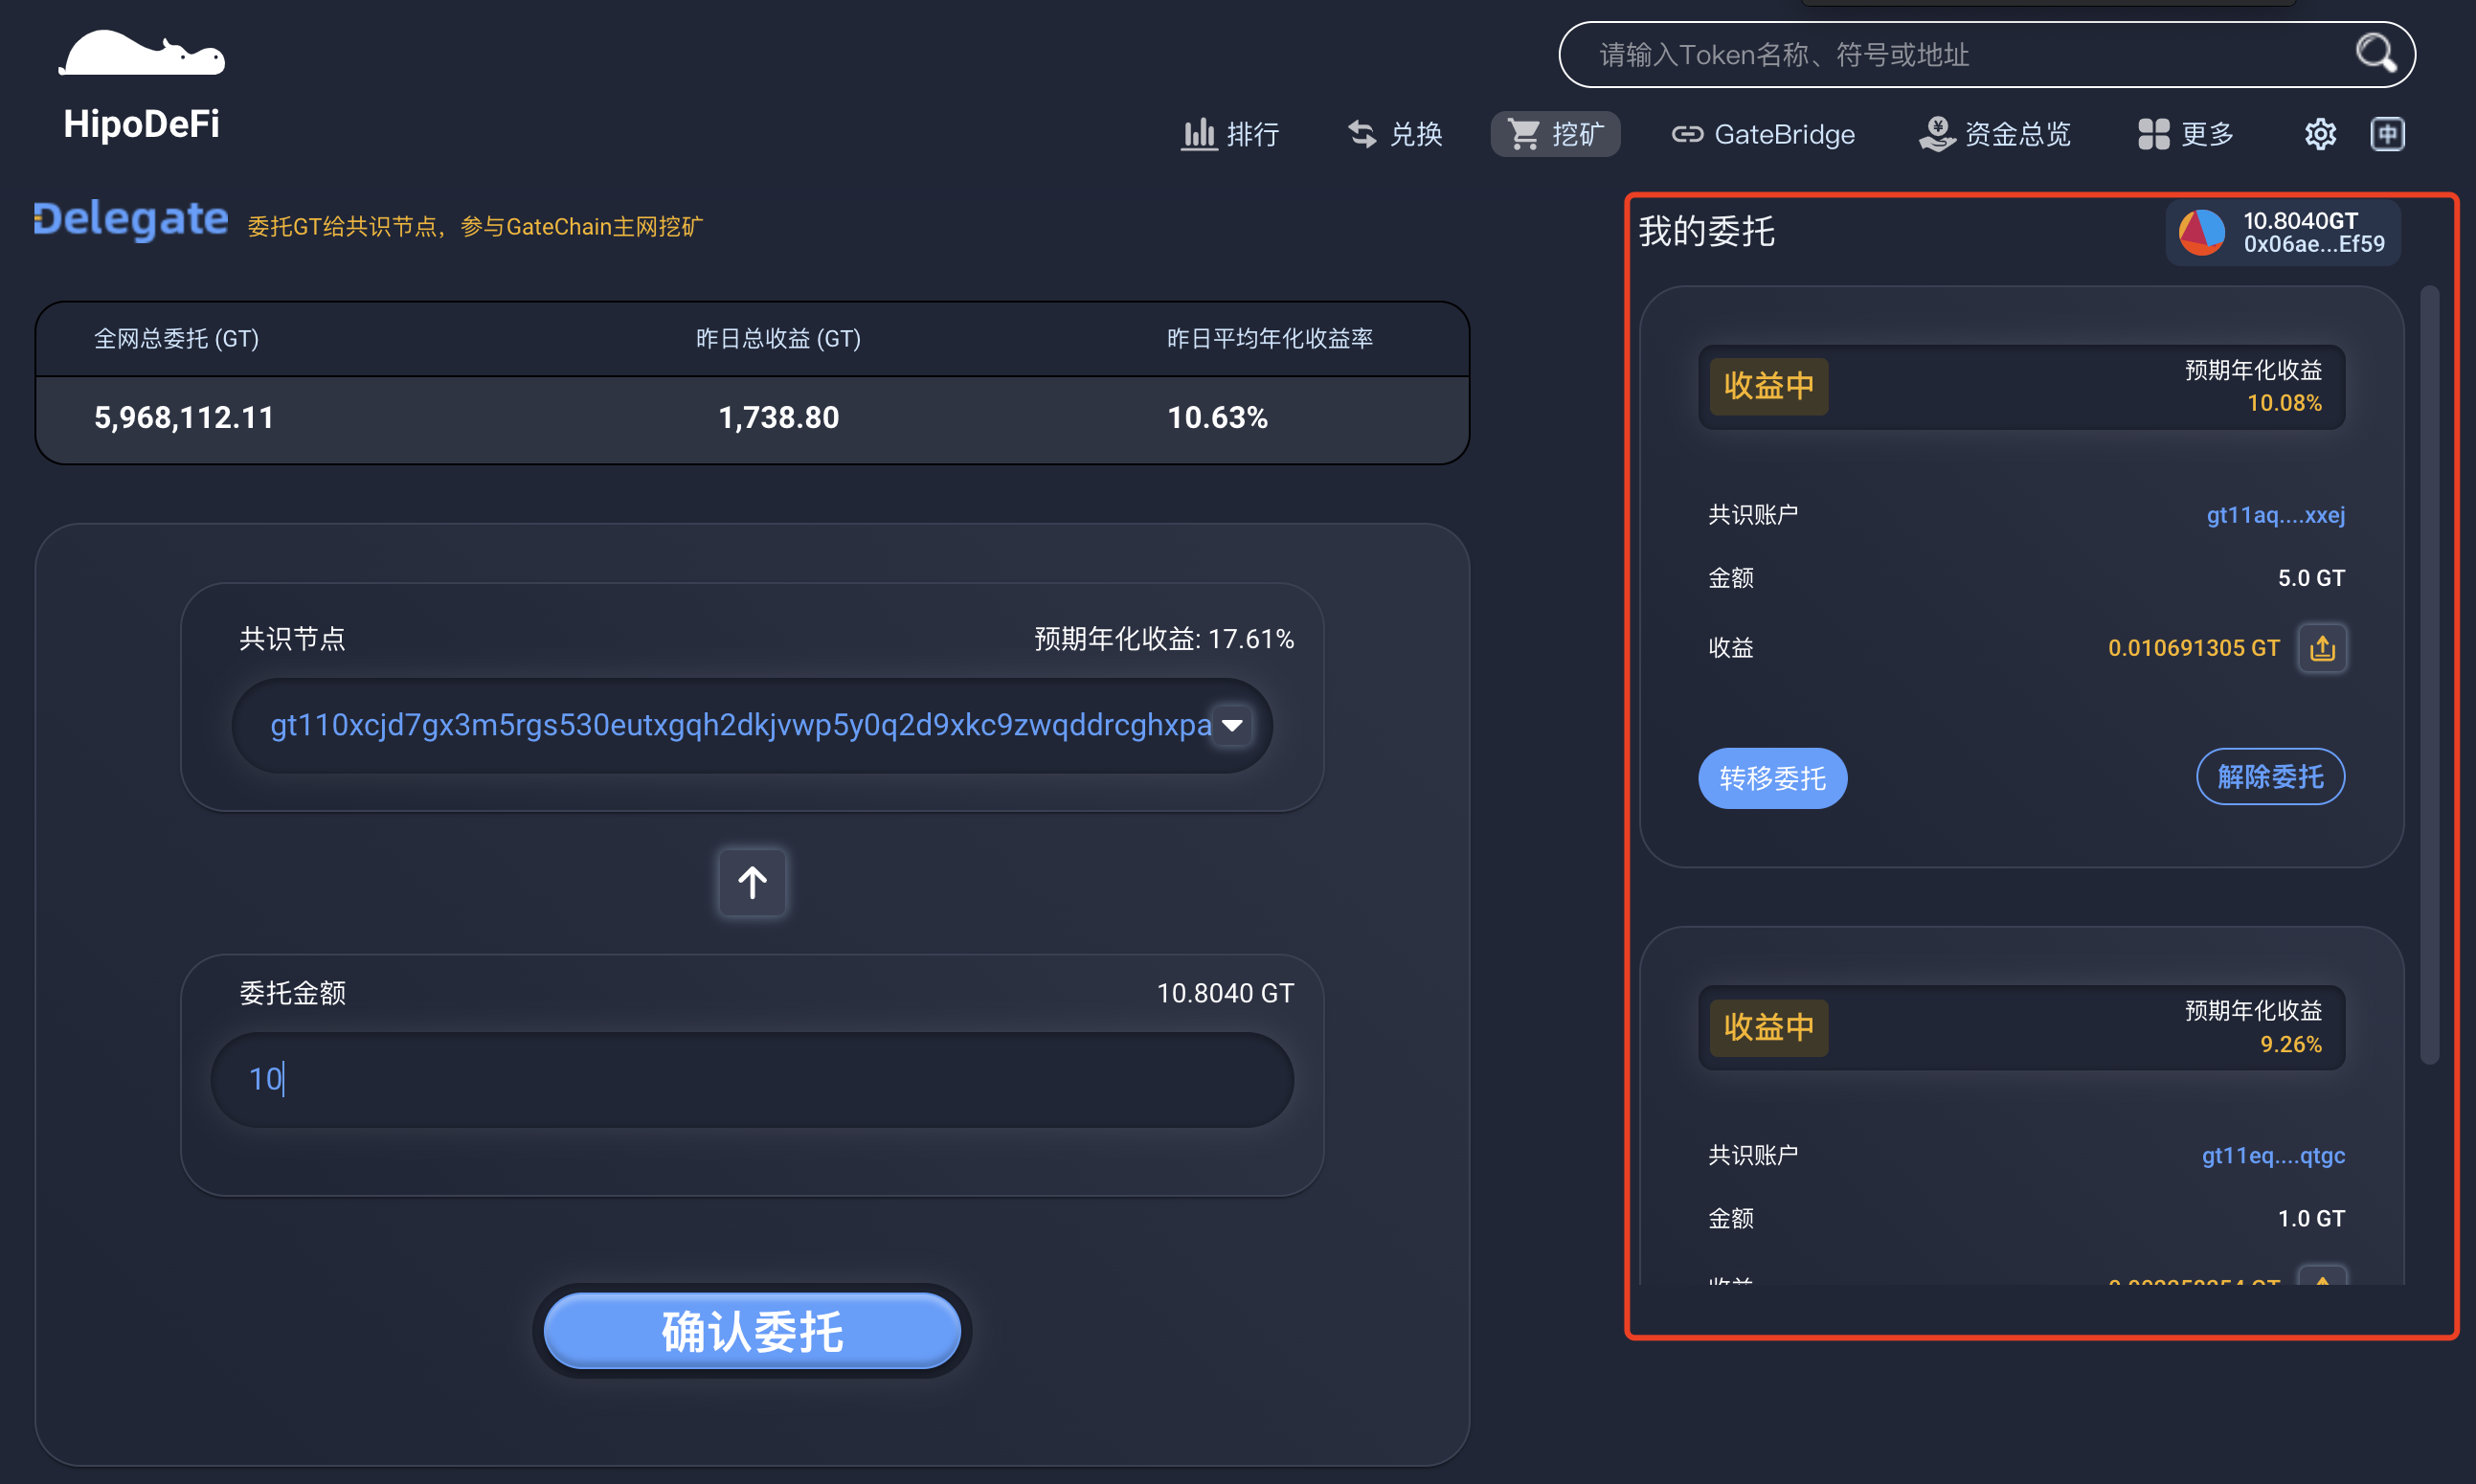 请输入Token名称、符号或地址
HipoDeFi
排行
兑换
挖矿
GateBridge
资金总览
更多
中
Delegate
委托GT给共识节点，参与GateChain主网挖矿
全网总委托 (GT)
昨日总收益 (GT)
昨日平均年化收益率
5,968,112.11
1,738.80
10.63%
共识节点
预期年化收益: 17.61%
gt110xcjd7gx3m5rgs530eutxgqh2dkjvwp5y0q2d9xkc9zwqddrcghxpa
委托金额
10.8040 GT
10
确认委托
我的委托
10.8040GT
0x06ae...Ef59
收益中
预期年化收益
10.08%
共识账户
gt11aq....xxej
金额
5.0 GT
收益
0.010691305 GT
转移委托
解除委托
收益中
预期年化收益
9.26%
共识账户
gt11eq....qtgc
金额
1.0 GT
收益